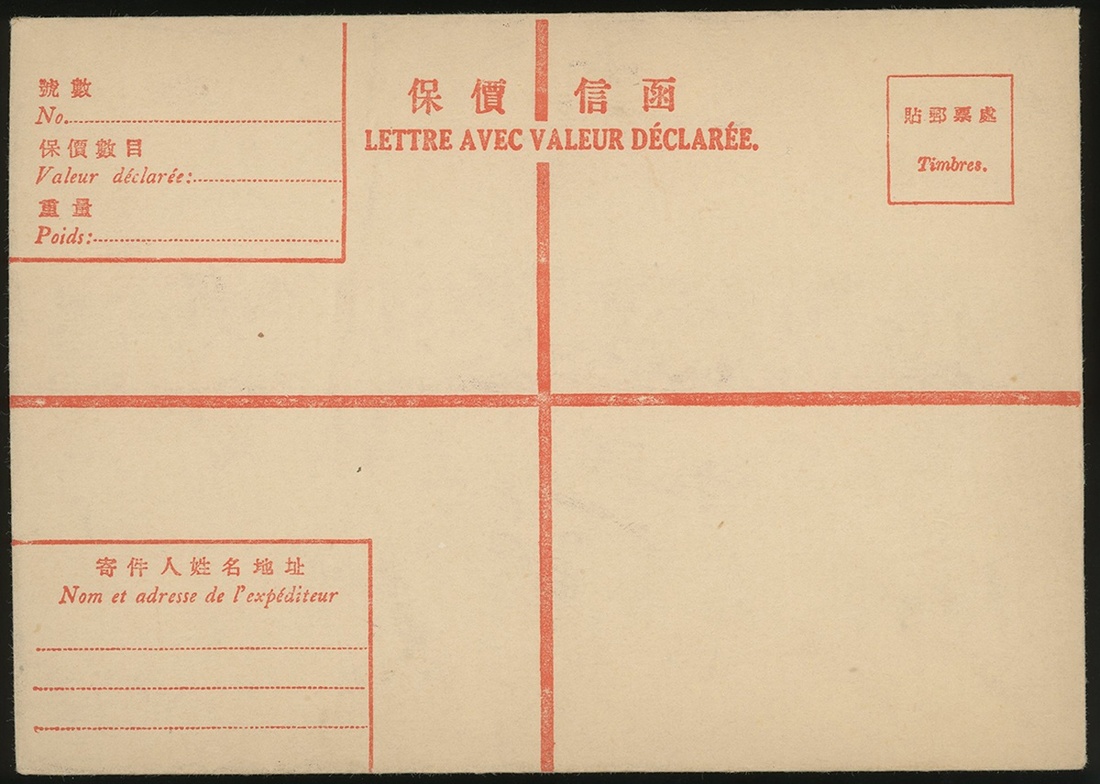 號數
No.
保價數目
Valeur déclarée:
重量
Poids:
保價信函
LETTRE AVEC VALEUR DÉCLARÉE.
貼郵票處
Timbres.
寄件人姓名地址
Nom et adresse de l'expéditeur